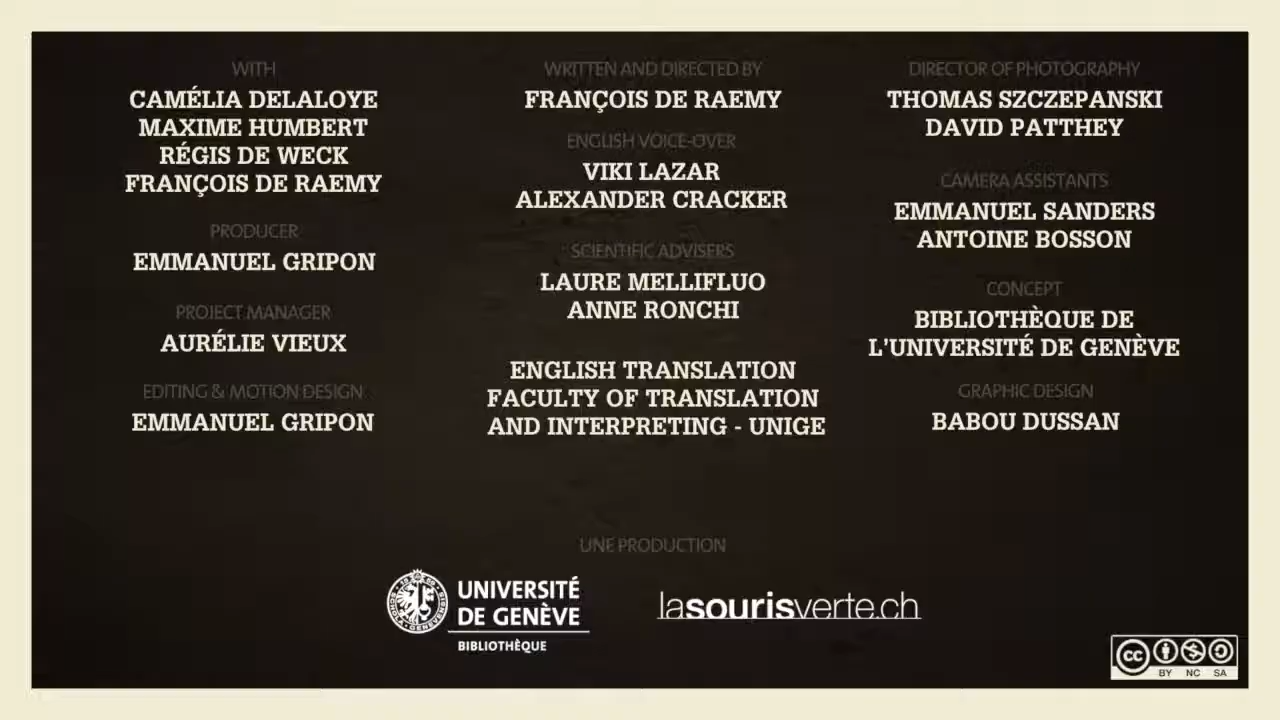 WITH
CAMÉLIA DELALOYE
MAXIME HUMBERT
RÉGIS DE WECK
FRANÇOIS DE RAEMY
PRODUCER
EMMANUEL GRIPON
PROJECT MANAGER
AURÉLIE VIEUX
EDITING & MOTION DESIGN
EMMANUEL GRIPON
WRITTEN AND DIRECTED BY
FRANÇOIS DE RAEMY
ENGLISH VOICE-OVER
VIKI LAZAR
ALEXANDER CRACKER
SCIENTIFIC ADVISERS
LAURE MELLIFLUO
ANNE RONCHI
ENGLISH TRANSLATION
FACULTY OF TRANSLATION
AND INTERPRETING - UNIGE
DIRECTOR OF PHOTOGRAPHY
THOMAS SZCZEPANSKI
DAVID PATTHEY
CAMERA ASSISTANTS
EMMANUEL SANDERS
ANTOINE BOSSON
CONCEPT
BIBLIOTHÈQUE DE
L'UNIVERSITÉ DE GENÈVE
GRAPHIC DESIGN
BABOU DUSSAN
UNE PRODUCTION
UNIVERSITÉ
DE GENÈVE
BIBLIOTHÈQUE
lasourisverte.ch
cc
BY NC SA